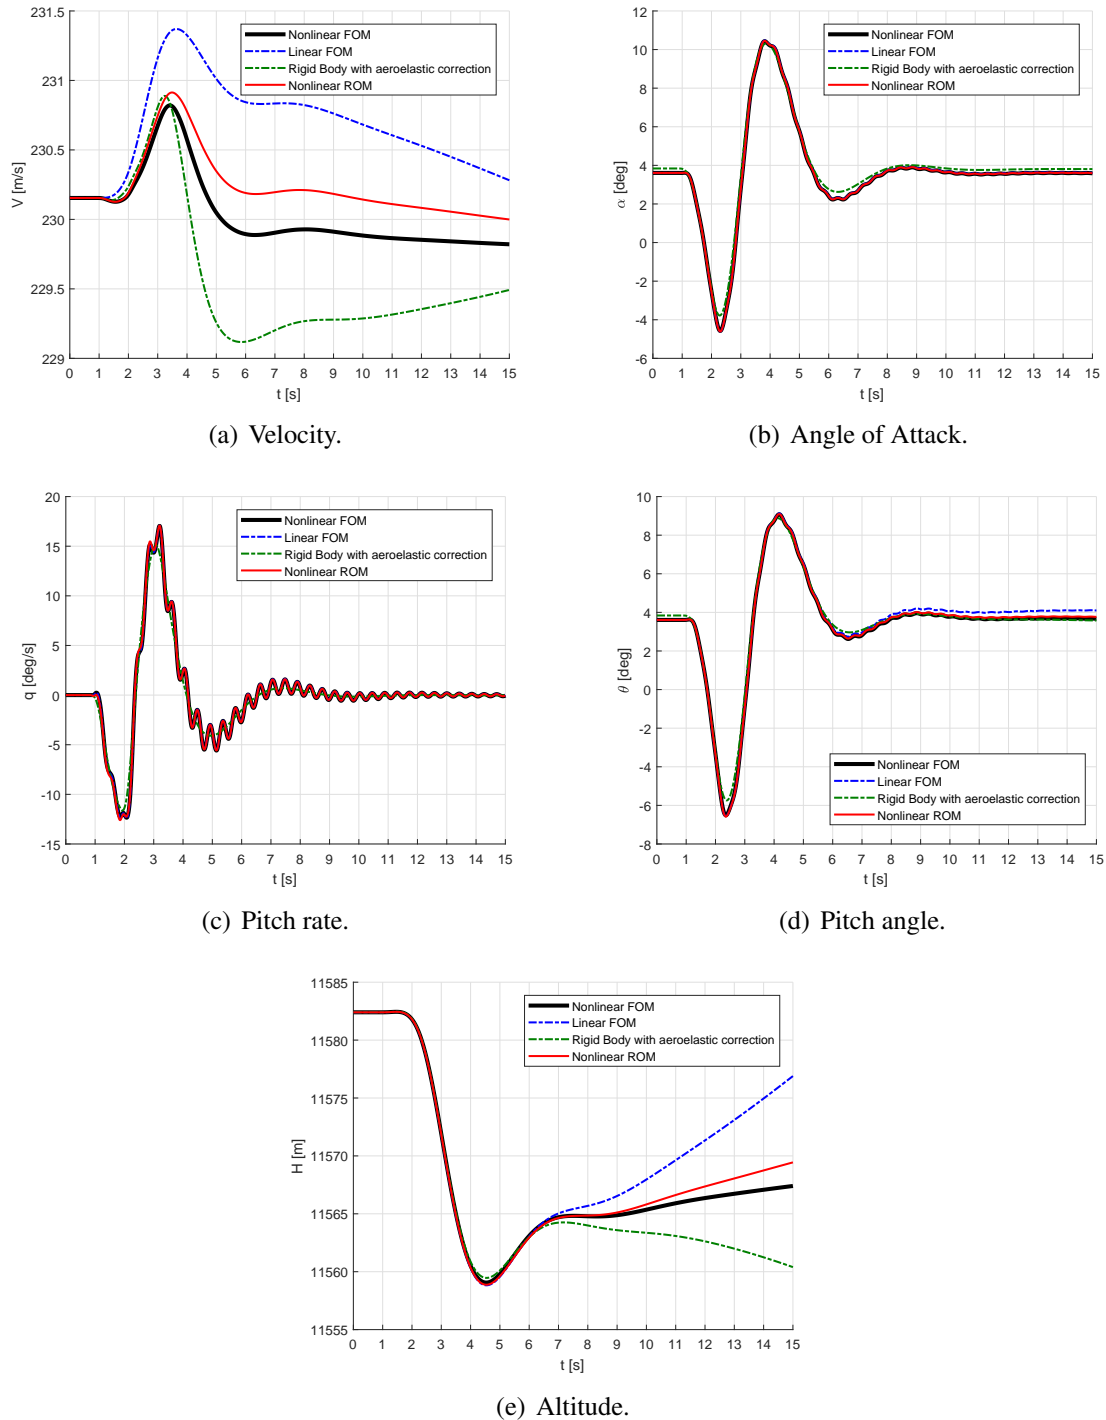 231.5
231
230.5
230
229.5
229
V [m/s]
0 1 2 3 4 5 6 7 8 9 10 11 12 13 14 15
t [s]
Nonlinear FOM
Linear FOM
Rigid Body with aeroelastic correction
Nonlinear ROM
(a) Velocity.
12
10
8
6
4
2
0
-2
-4
-6
α [deg]
0 1 2 3 4 5 6 7 8 9 10 11 12 13 14 15
t [s]
Nonlinear FOM
Linear FOM
Rigid Body with aeroelastic correction
Nonlinear ROM
(b) Angle of Attack.
20
15
10
5
0
-5
-10
-15
q [deg/s]
0 1 2 3 4 5 6 7 8 9 10 11 12 13 14 15
t [s]
Nonlinear FOM
Linear FOM
Rigid Body with aeroelastic correction
Nonlinear ROM
(c) Pitch rate.
10
8
6
4
2
0
-2
-4
-6
-8
θ [deg]
0 1 2 3 4 5 6 7 8 9 10 11 12 13 14 15
t [s]
Nonlinear FOM
Linear FOM
Rigid Body with aeroelastic correction
Nonlinear ROM
(d) Pitch angle.
11585
11580
11575
11570
11565
11560
11555
H [m]
0 1 2 3 4 5 6 7 8 9 10 11 12 13 14 15
t [s]
Nonlinear FOM
Linear FOM
Rigid Body with aeroelastic correction
Nonlinear ROM
(e) Altitude.